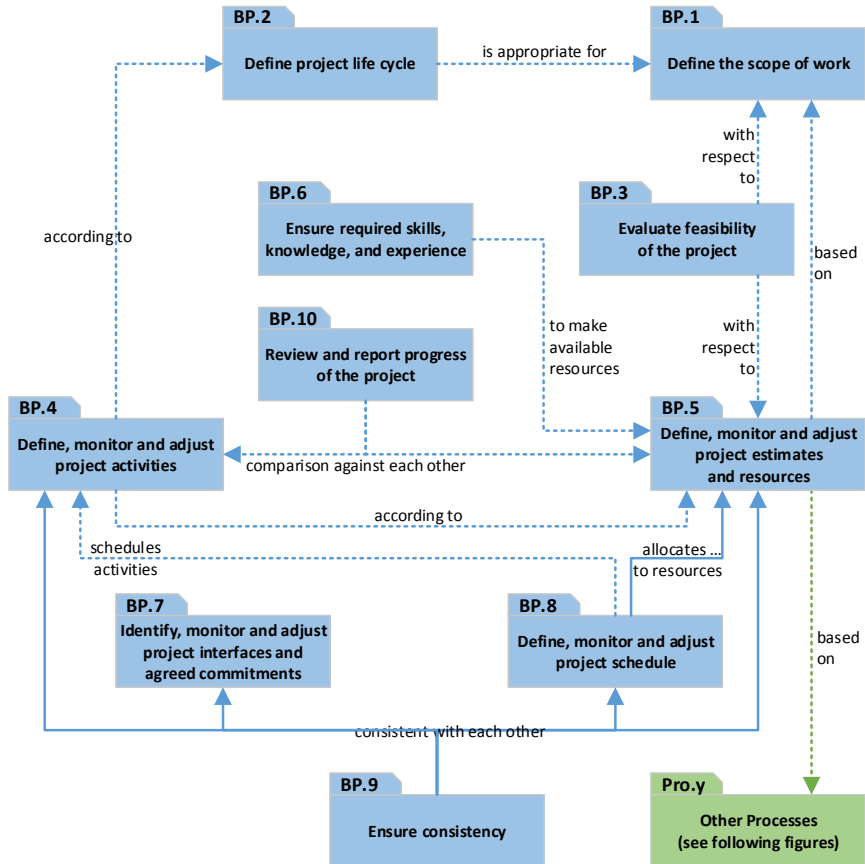 BP.2
Define project life cycle
is appropriate for
BP.1
Define the scope of work
with
respect
to
BP.6
Ensure required skills,
knowledge, and experience
BP.3
Evaluate feasibility
of the project
according to
based
on
BP.10
Review and report progress
of the project
to make
available
resources
with
respect
to
BP.4
Define, monitor and adjust
project activities
comparison against each other
BP.5
Define, monitor and adjust
project estimates
and resources
according to
schedules
activities
allocates ...
to resources
BP.7
Identify, monitor and adjust
project interfaces and
agreed commitments
BP.8
Define, monitor and adjust
project schedule
based
on
consistent with each other
BP.9
Ensure consistency
Pro.y
Other Processes
(see following figures)